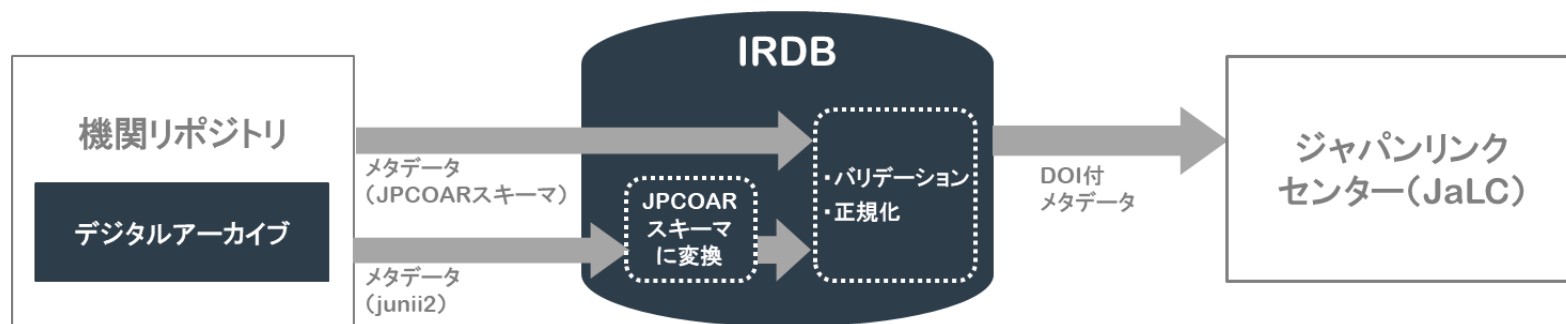 IRDB
機関リポジトリ
デジタルアーカイブ
メタデータ
（JPCOARスキーマ）
メタデータ
（junii2）
JPCOAR
スキーマ
に変換
・バリデーション
・正規化
DOI付
メタデータ
ジャパンリンク
センター（JaLC）